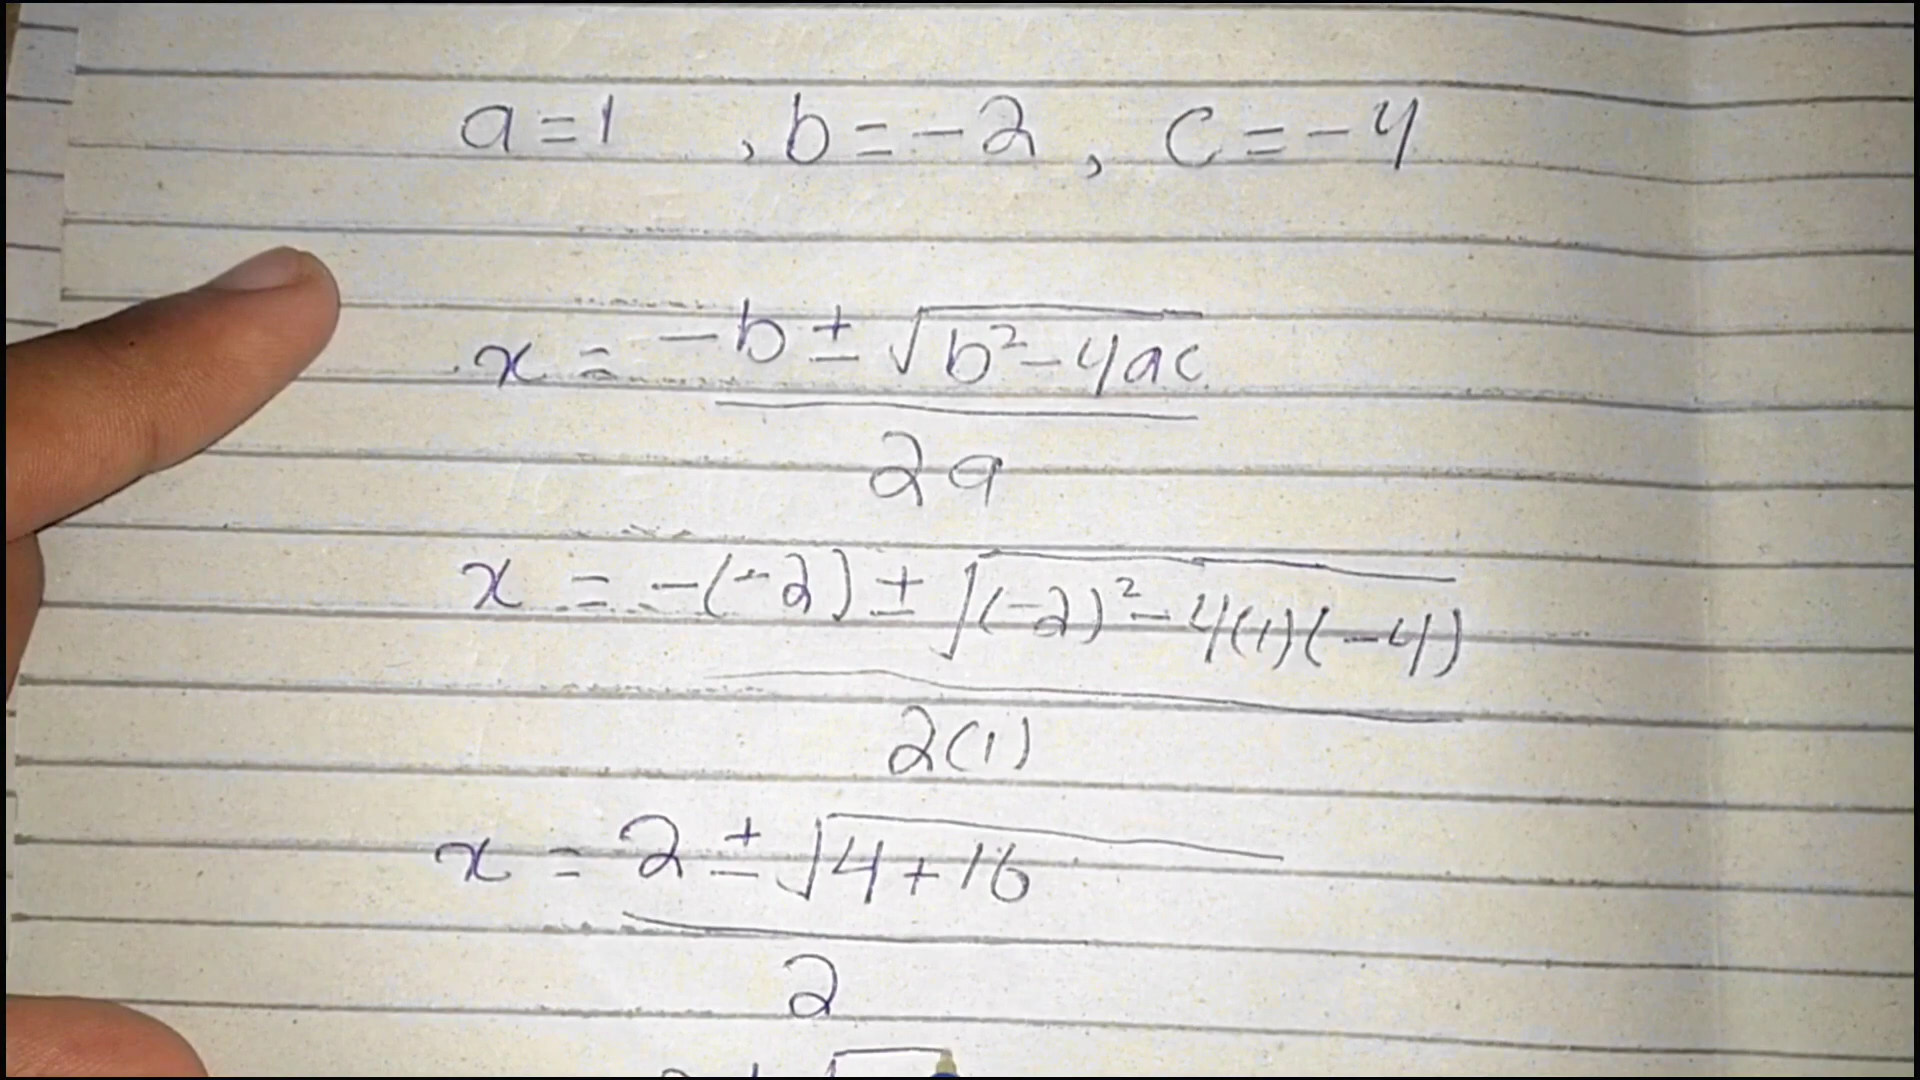 a = 1 , b = -2 , c = -4
x = -b ± √b² - 4ac
2a
x = -(-2) ± √(-2)² - 4(1)(-4)
2(1)
x = 2 ± √4 + 16
2